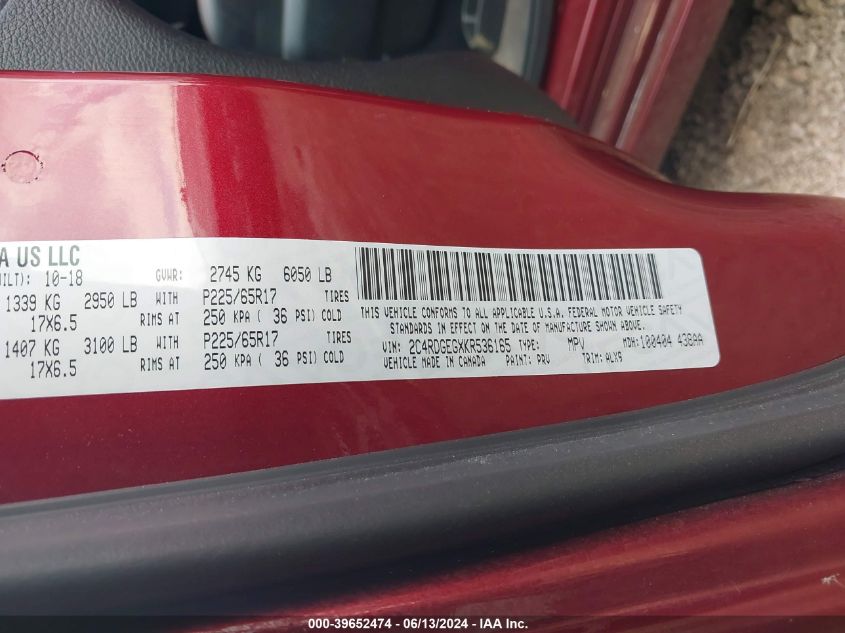 A US LLC
ILT): 10-18 GVWR: 2745 KG 6050 LB
1339 KG 2950 LB WITH P225/65R17 TIRES
17X6.5 RIMS AT 250 KPA ( 36 PSI) COLD
1407 KG 3100 LB WITH P225/65R17 TIRES
17X6.5 RIMS AT 250 KPA ( 36 PSI) COLD
THIS VEHICLE CONFORMS TO ALL APPLICABLE U.S.A. FEDERAL MOTOR VEHICLE SAFETY
STANDARDS IN EFFECT ON THE DATE OF MANUFACTURE SHOWN ABOVE.
VIN: 2C4RDGEGXKR536165 TYPE: MPV MDH: 100404 438AA
VEHICLE MADE IN CANADA PAINT: PRV TRIM: ALX9
000-39652474 - 06/13/2024 - IAA Inc.